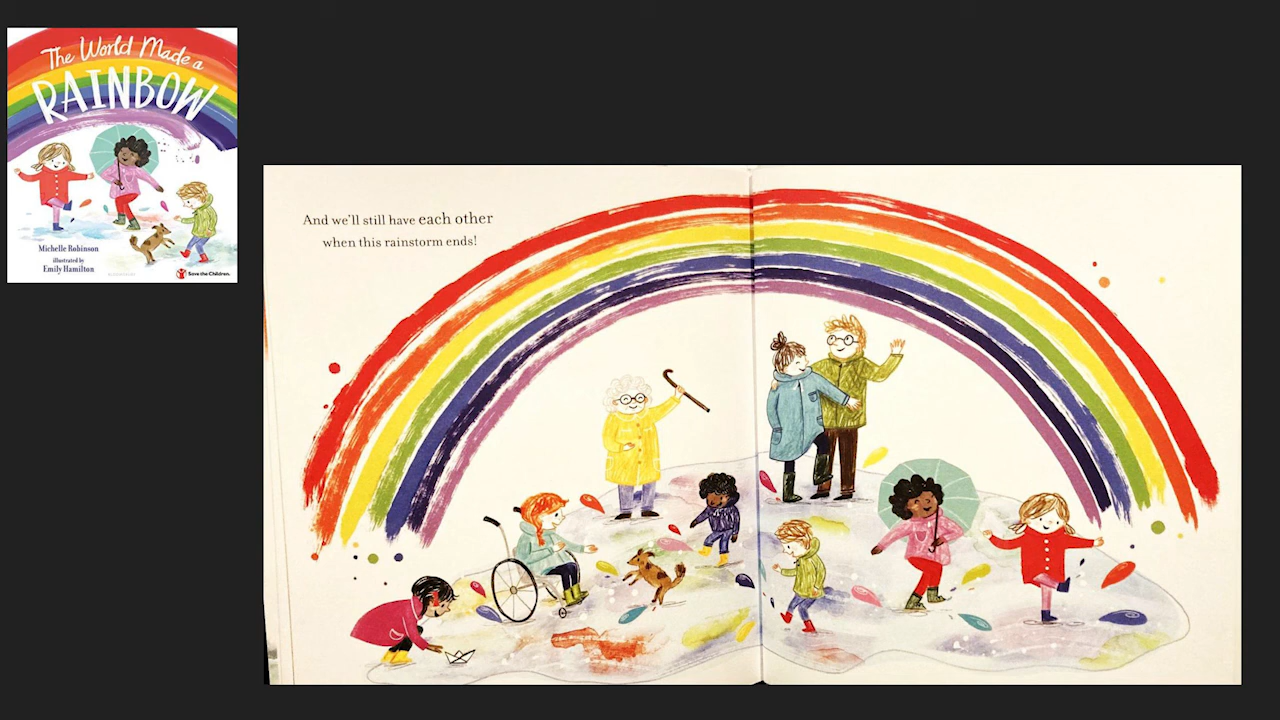 The World Made a
RAINBOW
Michelle Robinson
illustrated by
Emily Hamilton
Save the Children.
And we'll still have each other
when this rainstorm ends!